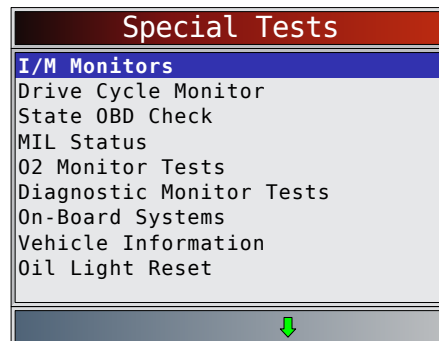 Special Tests
I/M Monitors
Drive Cycle Monitor
State OBD Check
MIL Status
O2 Monitor Tests
Diagnostic Monitor Tests
On-Board Systems
Vehicle Information
Oil Light Reset